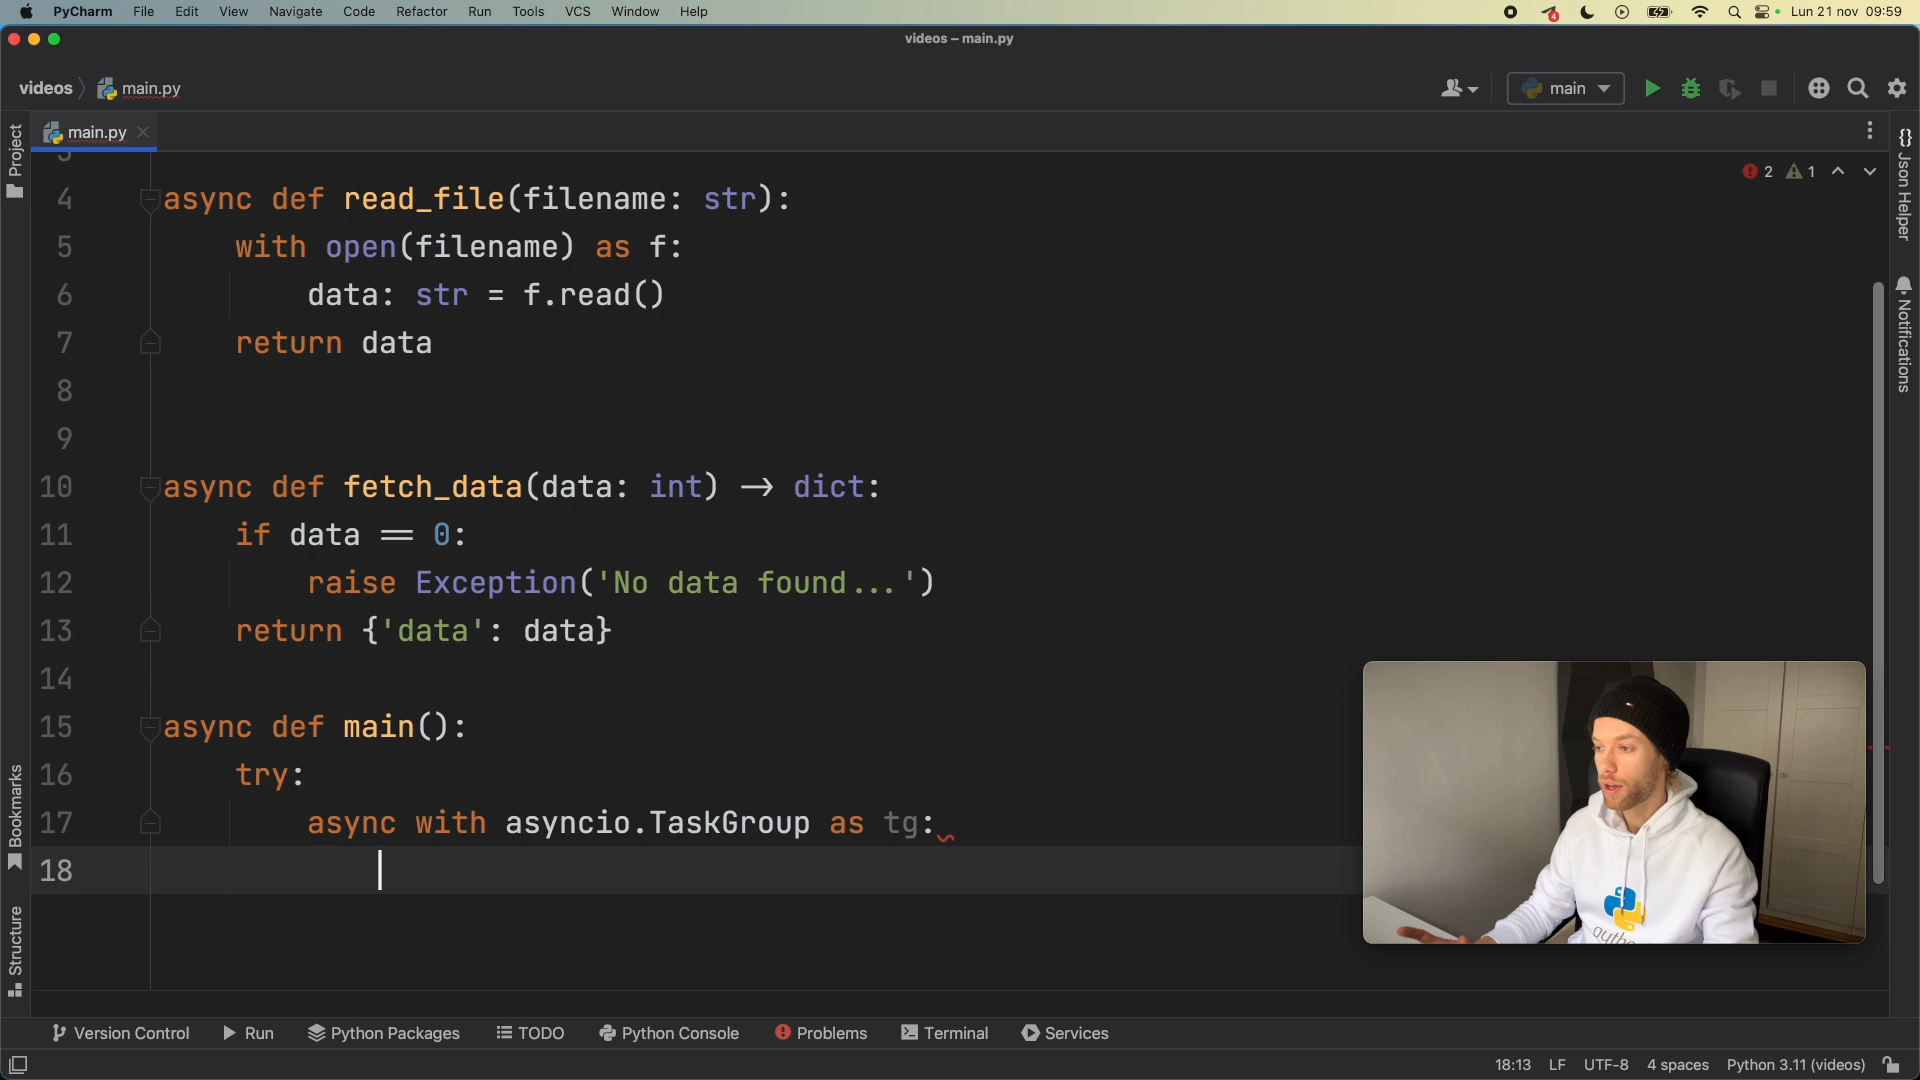 PyCharm File Edit View Navigate Code Refactor Run Tools VCS Window Help 4 Lun 21 nov 09:59
videos – main.py
videos main.py main
Project
main.py
{} Json Helper
2 1
4 async def read_file(filename: str):
5 with open(filename) as f:
6 data: str = f.read()
7 return data
8
9
10 async def fetch_data(data: int) → dict:
11 if data == 0:
12 raise Exception('No data found...')
13 return {'data': data}
14
15 async def main():
16 try:
17 async with asyncio.TaskGroup as tg:
18
Notifications
Bookmarks
Structure
Version Control Run Python Packages TODO Python Console Problems Terminal Services
18:13 LF UTF-8 4 spaces Python 3.11 (videos)